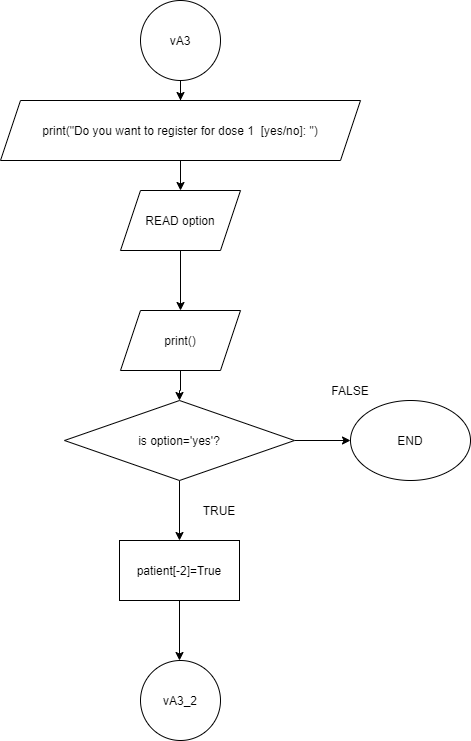 vA3
print("Do you want to register for dose 1  [yes/no]: ")
READ option
print()
FALSE
is option='yes'?
END
TRUE
patient[-2]=True
vA3_2